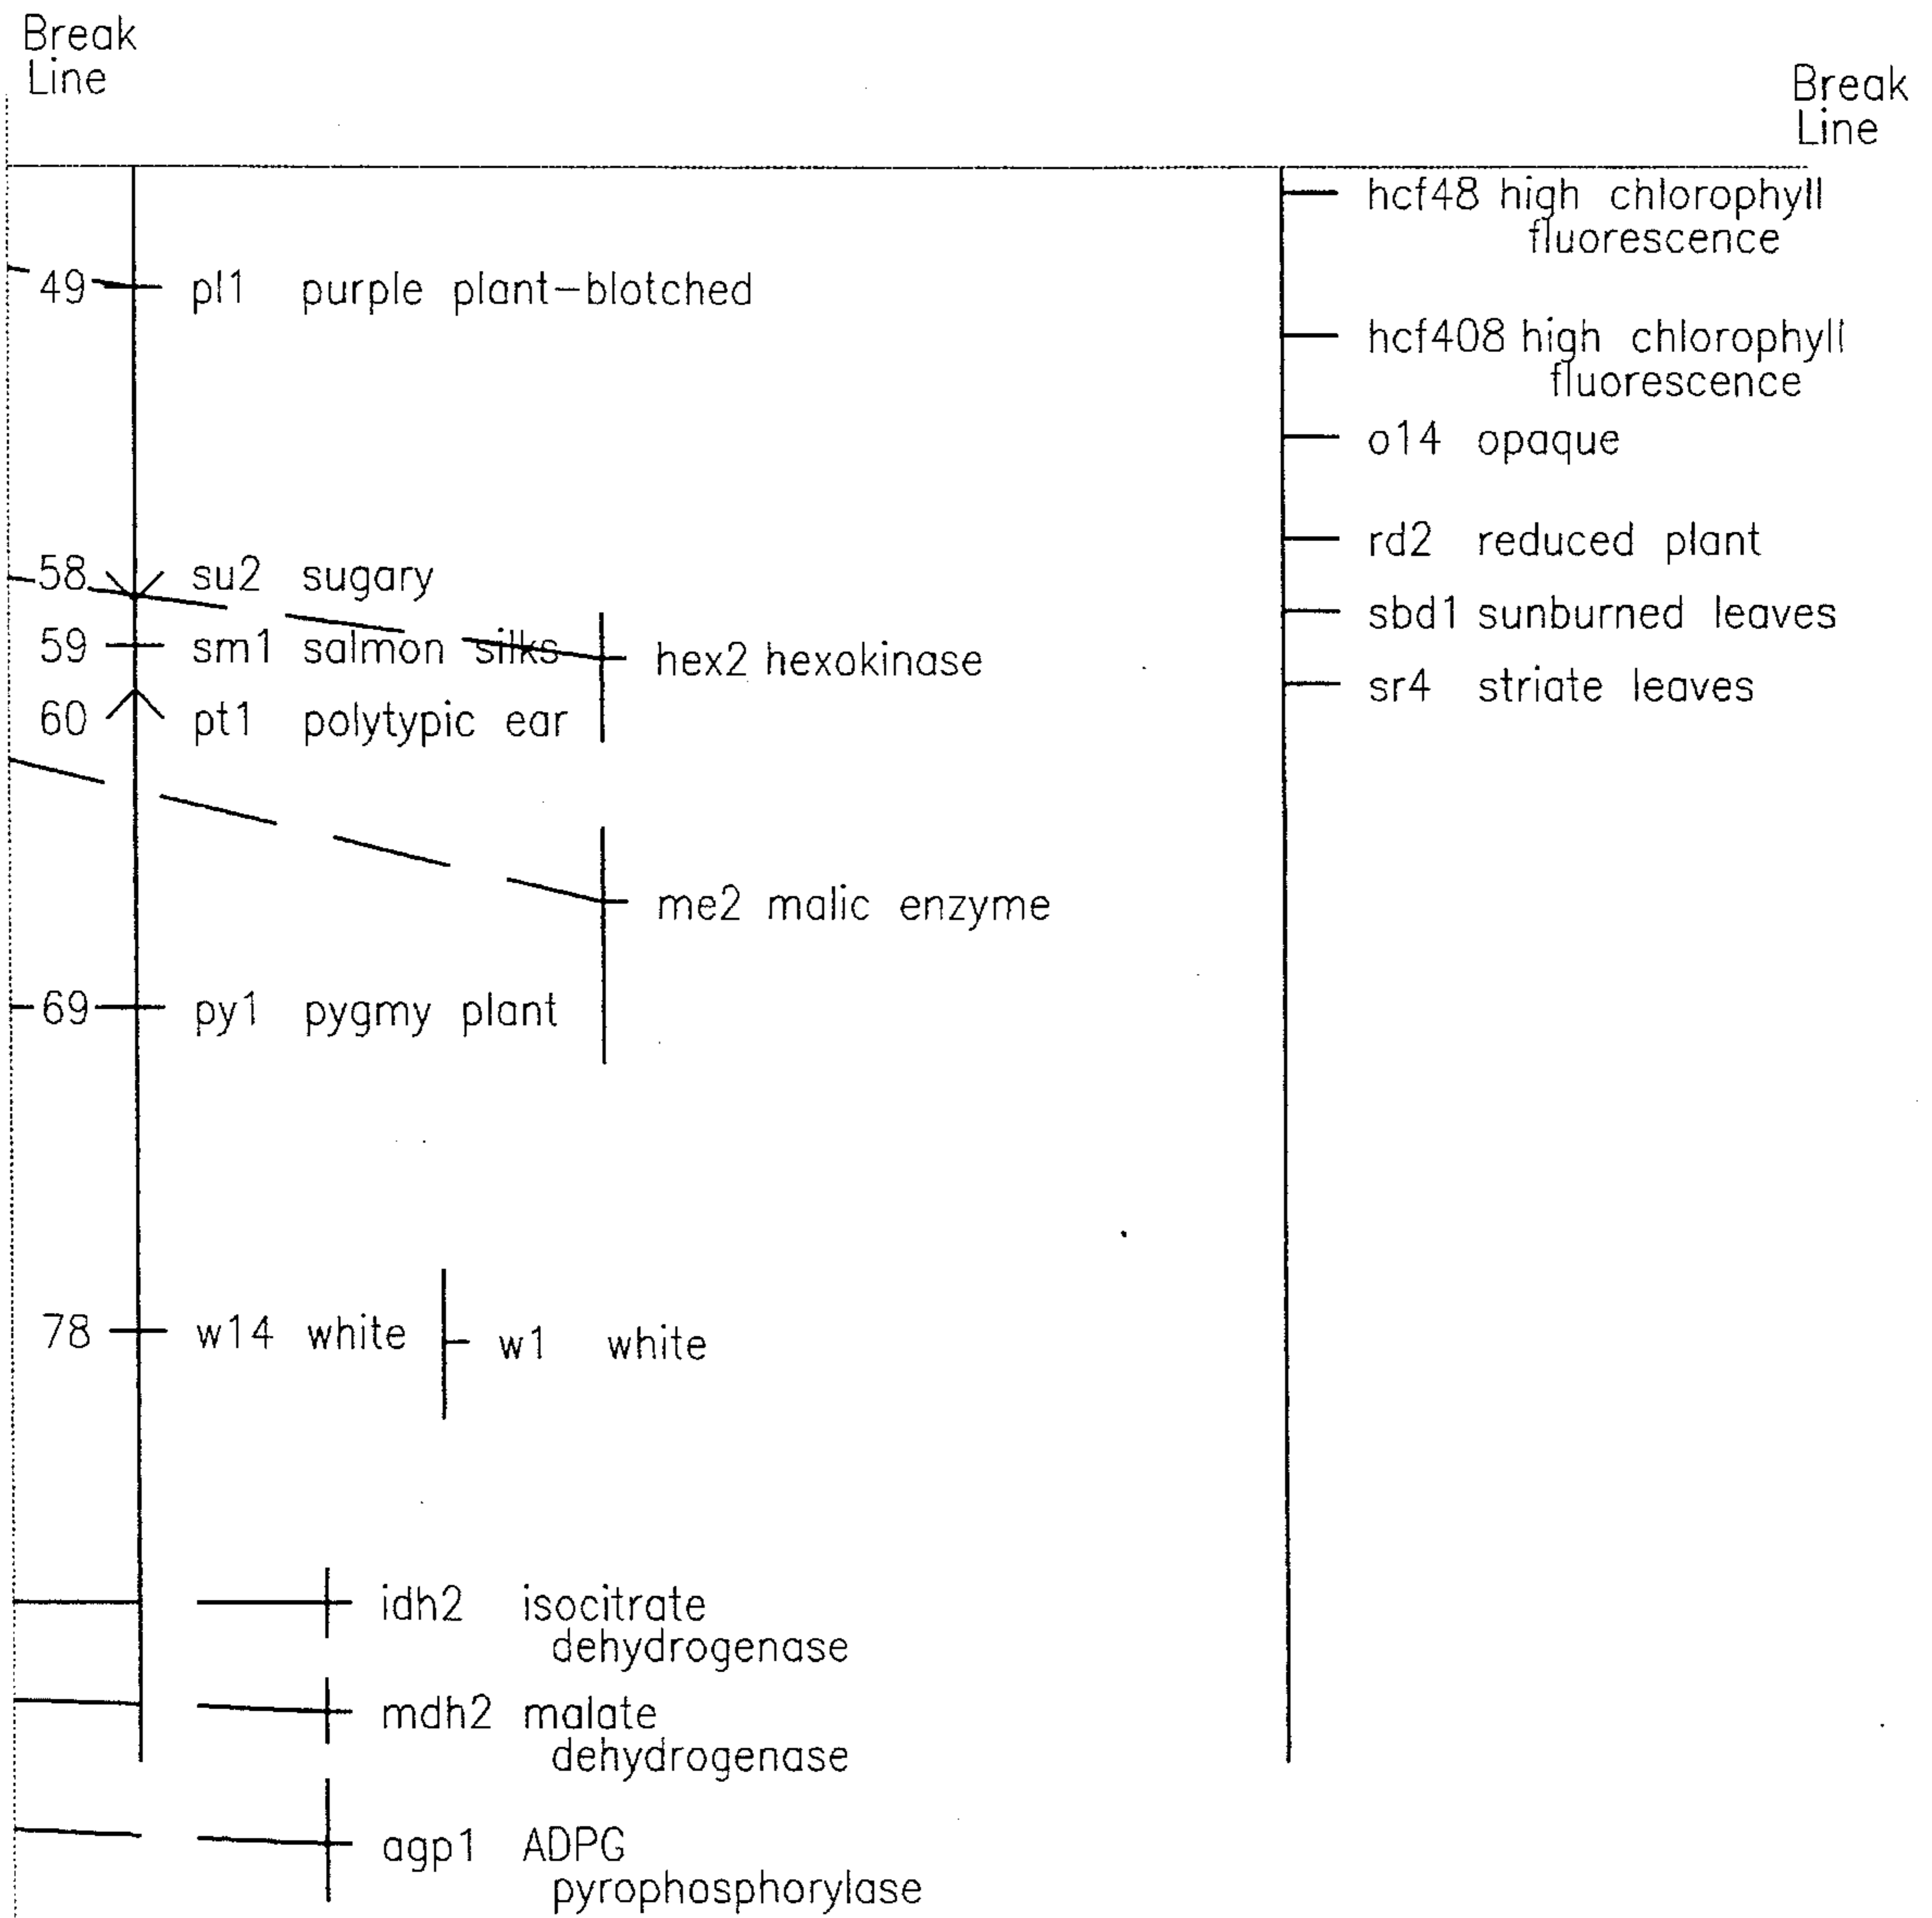 Break
Line
Break
Line
49 pl1 purple plant-blotched
58 su2 sugary
59 sm1 salmon silks
60 pt1 polytypic ear
hex2 hexokinase
me2 malic enzyme
69 py1 pygmy plant
78 w14 white
w1 white
idh2 isocitrate
dehydrogenase
mdh2 malate
dehydrogenase
agp1 ADPG
pyrophosphorylase
hcf48 high chlorophyll
fluorescence
hcf408 high chlorophyll
fluorescence
o14 opaque
rd2 reduced plant
sbd1 sunburned leaves
sr4 striate leaves